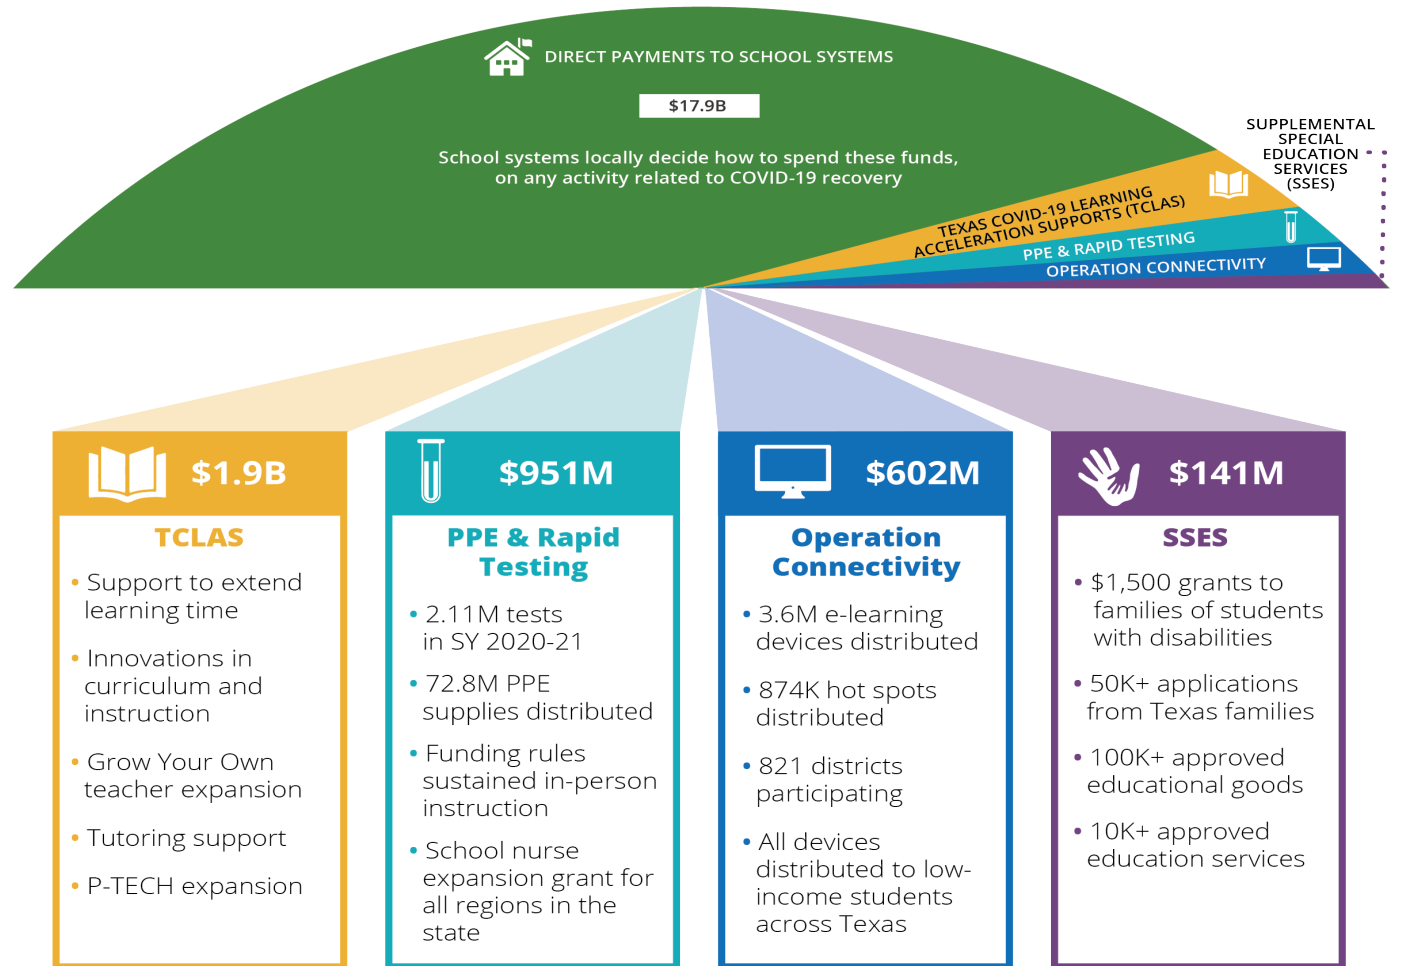 DIRECT PAYMENTS TO SCHOOL SYSTEMS
$17.9B
School systems locally decide how to spend these funds,
on any activity related to COVID-19 recovery
SUPPLEMENTAL
SPECIAL
EDUCATION
SERVICES
(SSES)
TEXAS COVID-19 LEARNING
ACCELERATION SUPPORTS (TCLAS)
PPE & RAPID TESTING
OPERATION CONNECTIVITY
$1.9B
TCLAS
• Support to extend
learning time
• Innovations in
curriculum and
instruction
• Grow Your Own
teacher expansion
• Tutoring support
• P-TECH expansion
$951M
PPE & Rapid
Testing
• 2.11M tests
in SY 2020-21
• 72.8M PPE
supplies distributed
• Funding rules
sustained in-person
instruction
• School nurse
expansion grant for
all regions in the
state
$602M
Operation
Connectivity
• 3.6M e-learning
devices distributed
• 874K hot spots
distributed
• 821 districts
participating
• All devices
distributed to low-
income students
across Texas
$141M
SSES
• $1,500 grants to
families of students
with disabilities
• 50K+ applications
from Texas families
• 100K+ approved
educational goods
• 10K+ approved
education services